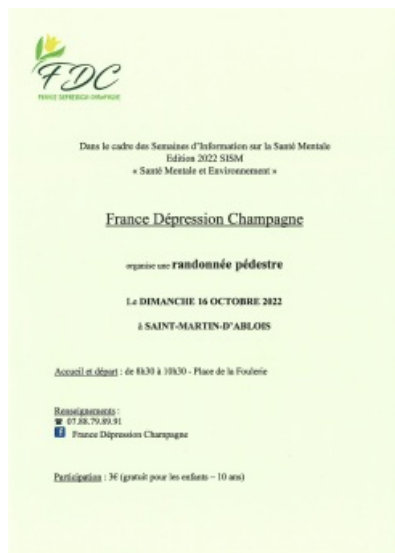 FDC
FRANCE DEPRESSION CHAMPAGNE
Dans le cadre des Semaines d'Information sur la Santé Mentale
Edition 2022 SISM
« Santé Mentale et Environnement »
France Dépression Champagne
organise une randonnée pédestre
Le DIMANCHE 16 OCTOBRE 2022
à SAINT-MARTIN-D'ABLOIS
Accueil et départ : de 8h30 à 10h30 - Place de la Foulerie
Renseignements :
☎ 07.88.79.89.91
f France Dépression Champagne
Participation : 3€ (gratuit pour les enfants – 10 ans)